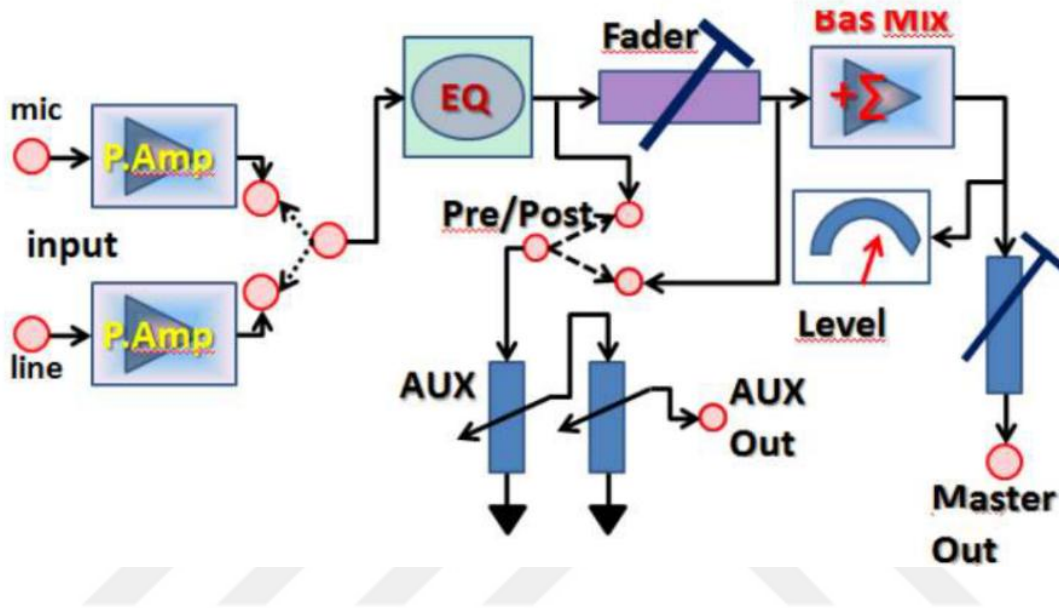 Bas Mix
Fader
EQ
+Σ
mic
P.Amp
Pre/Post
input
P.Amp
line
Level
AUX
AUX
Out
Master
Out